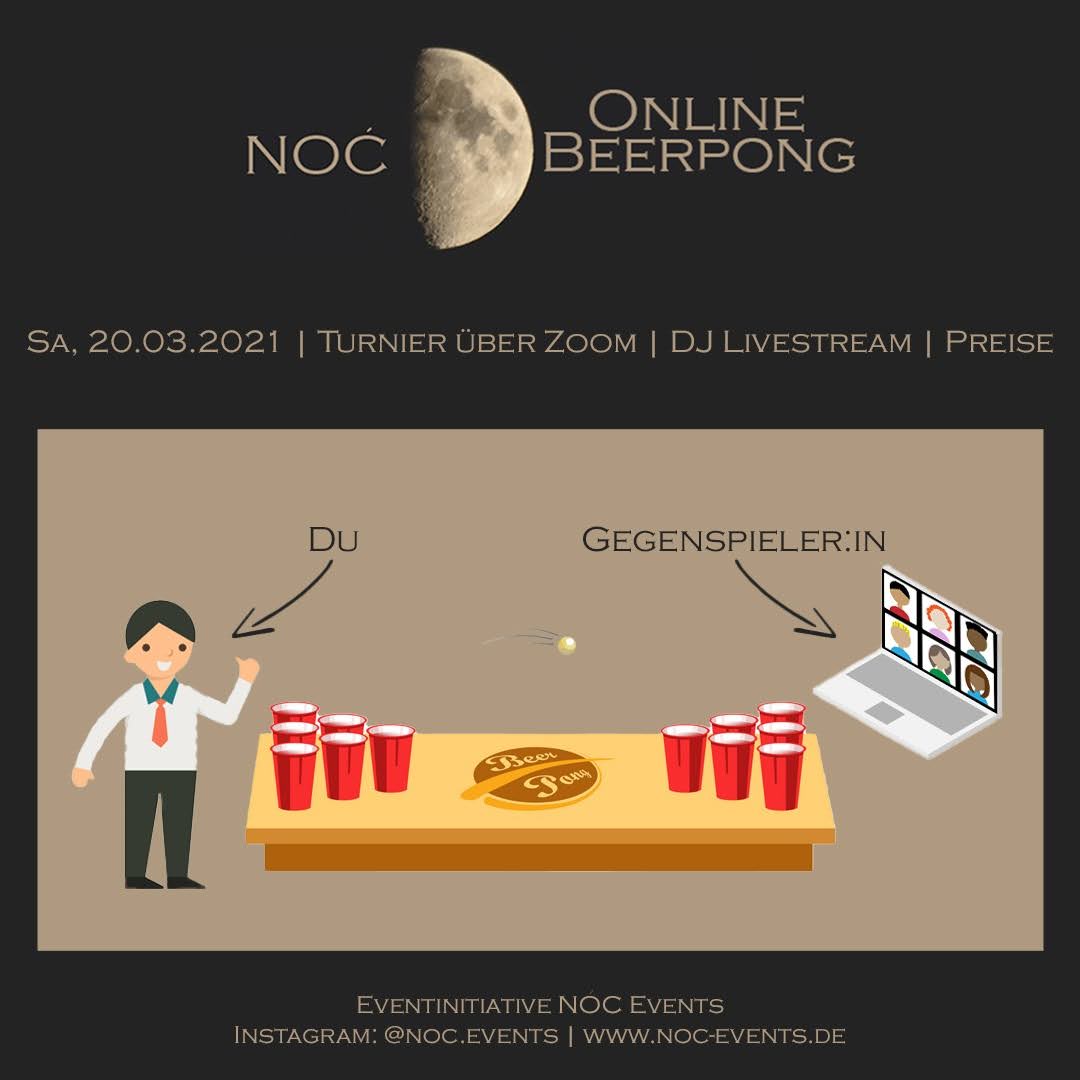 NOĆ
Online
Beerpong
Sa, 20.03.2021 | Turnier über Zoom | DJ Livestream | Preise
Du
Gegenspieler:in
Beer
Pong
Eventinitiative NÓC Events
Instagram: @noc.events | www.noc-events.de